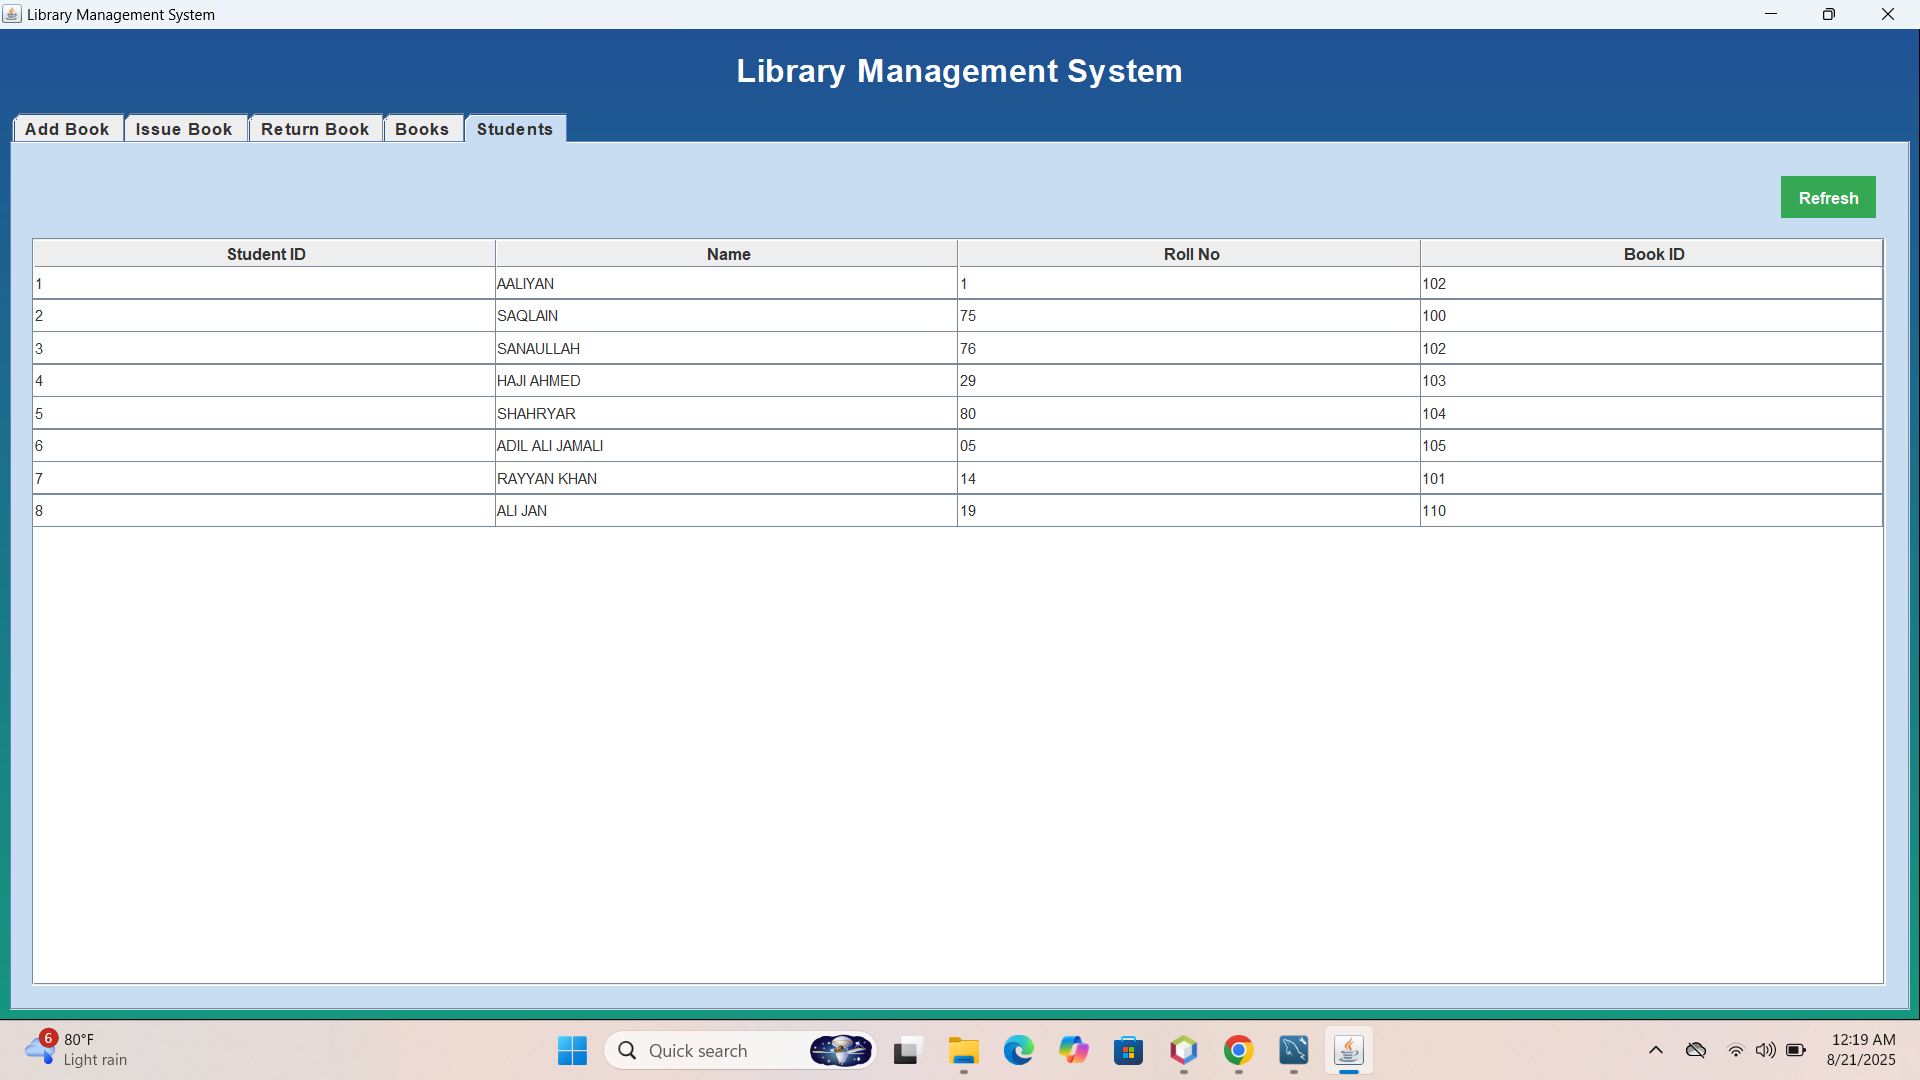 Library Management System
Library Management System
Add Book Issue Book Return Book Books Students
Refresh
Student ID Name Roll No Book ID
1 AALIYAN 1 102
2 SAQLAIN 75 100
3 SANAULLAH 76 102
4 HAJI AHMED 29 103
5 SHAHRYAR 80 104
6 ADIL ALI JAMALI 05 105
7 RAYYAN KHAN 14 101
8 ALI JAN 19 110
6 80°F Quick search 12:19 AM
Light rain 8/21/2025